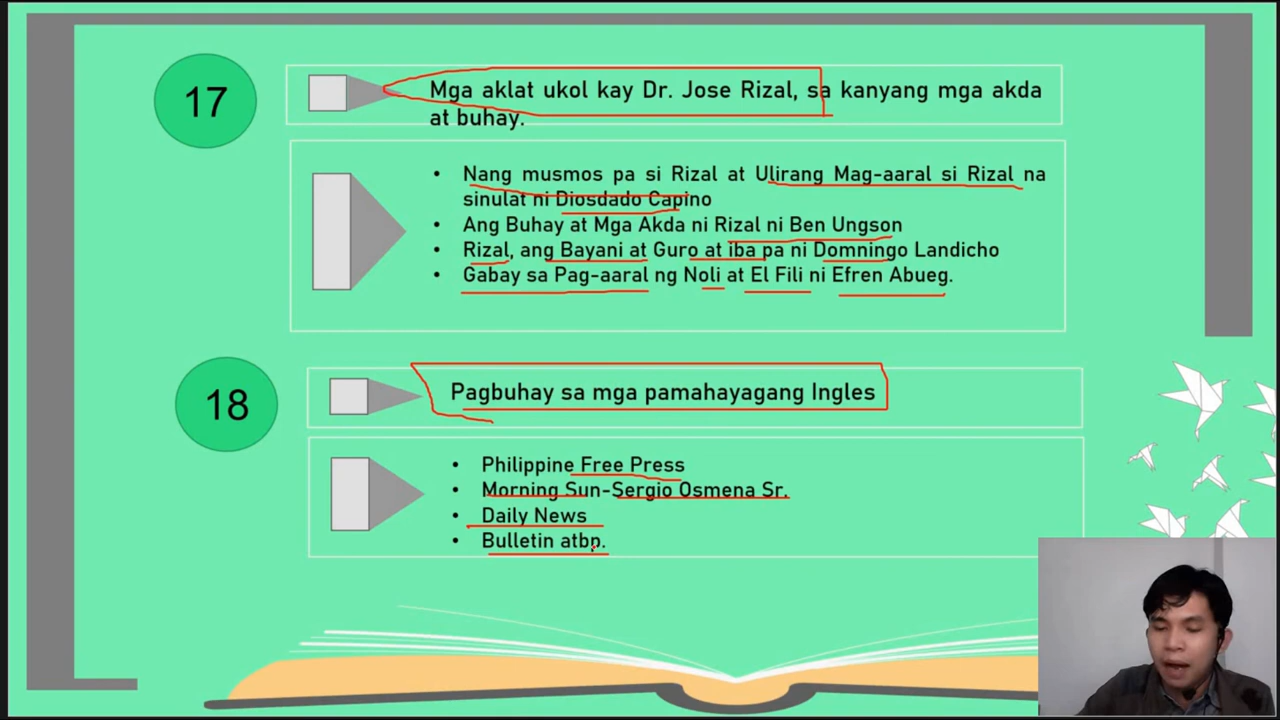 17
Mga aklat ukol kay Dr. Jose Rizal, sa kanyang mga akda
at buhay.
• Nang musmos pa si Rizal at Ulirang Mag-aaral si Rizal na
sinulat ni Diosdado Capino
• Ang Buhay at Mga Akda ni Rizal ni Ben Ungson
• Rizal, ang Bayani at Guro at iba pa ni Domningo Landicho
• Gabay sa Pag-aaral ng Noli at El Fili ni Efren Abueg.
18
Pagbuhay sa mga pamahayagang Ingles
• Philippine Free Press
• Morning Sun-Sergio Osmena Sr.
• Daily News
• Bulletin atbp.